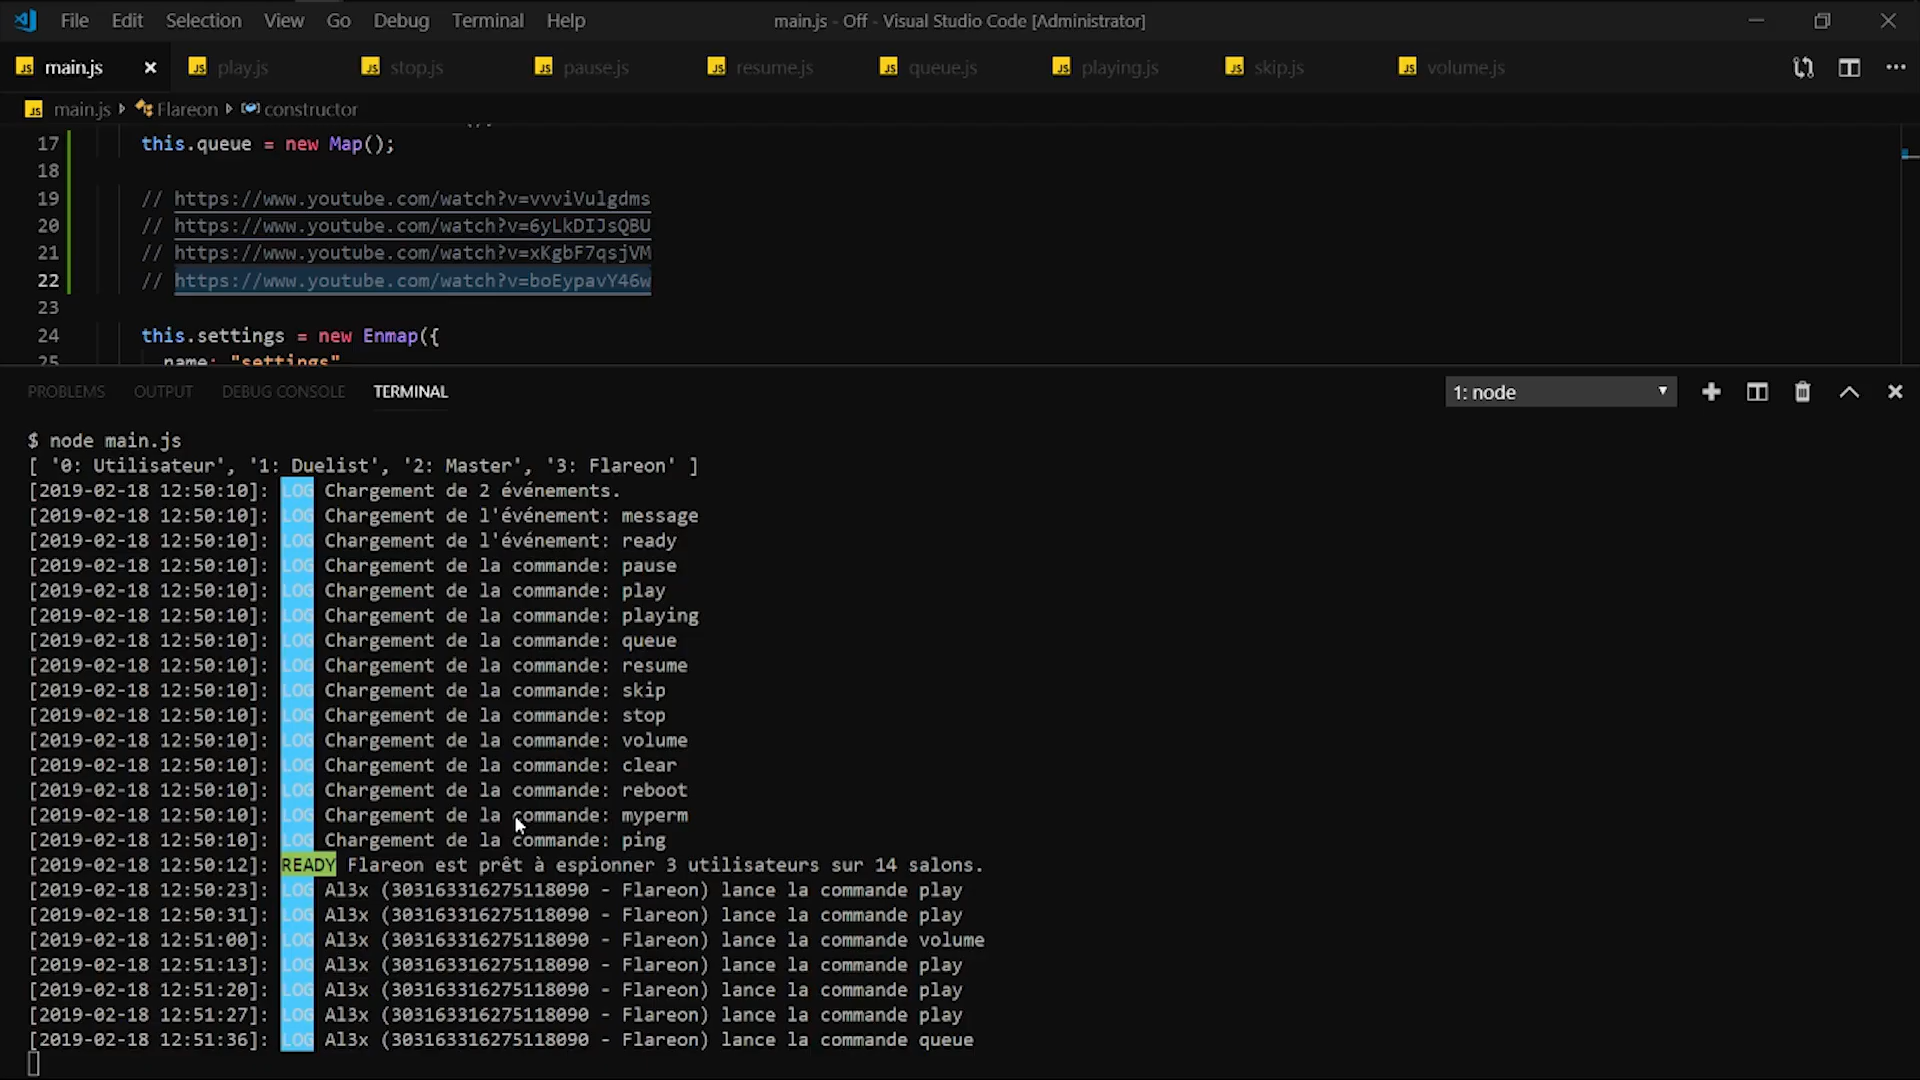 File Edit Selection View Go Debug Terminal Help main.js - Off - Visual Studio Code [Administrator]
JS main.js JS play.js JS stop.js JS pause.js JS resume.js JS queue.js JS playing.js JS skip.js JS volume.js
JS main.js Flareon constructor
17 this.queue = new Map();
18
19 // https://www.youtube.com/watch?v=vvviVulgdms
20 // https://www.youtube.com/watch?v=6yLkDIJsQBU
21 // https://www.youtube.com/watch?v=xKgbF7qsjVM
22 // https://www.youtube.com/watch?v=boEypavY46w
23
24 this.settings = new Enmap({
25 name: "settings"
PROBLEMS OUTPUT DEBUG CONSOLE TERMINAL 1: node
$ node main.js
[ '0: Utilisateur', '1: Duelist', '2: Master', '3: Flareon' ]
[2019-02-18 12:50:10]: LOG Chargement de 2 événements.
[2019-02-18 12:50:10]: LOG Chargement de l'événement: message
[2019-02-18 12:50:10]: LOG Chargement de l'événement: ready
[2019-02-18 12:50:10]: LOG Chargement de la commande: pause
[2019-02-18 12:50:10]: LOG Chargement de la commande: play
[2019-02-18 12:50:10]: LOG Chargement de la commande: playing
[2019-02-18 12:50:10]: LOG Chargement de la commande: queue
[2019-02-18 12:50:10]: LOG Chargement de la commande: resume
[2019-02-18 12:50:10]: LOG Chargement de la commande: skip
[2019-02-18 12:50:10]: LOG Chargement de la commande: stop
[2019-02-18 12:50:10]: LOG Chargement de la commande: volume
[2019-02-18 12:50:10]: LOG Chargement de la commande: clear
[2019-02-18 12:50:10]: LOG Chargement de la commande: reboot
[2019-02-18 12:50:10]: LOG Chargement de la commande: myperm
[2019-02-18 12:50:10]: LOG Chargement de la commande: ping
[2019-02-18 12:50:12]: READY Flareon est prêt à espionner 3 utilisateurs sur 14 salons.
[2019-02-18 12:50:23]: LOG Al3x (303163316275118090 - Flareon) lance la commande play
[2019-02-18 12:50:31]: LOG Al3x (303163316275118090 - Flareon) lance la commande play
[2019-02-18 12:51:00]: LOG Al3x (303163316275118090 - Flareon) lance la commande volume
[2019-02-18 12:51:13]: LOG Al3x (303163316275118090 - Flareon) lance la commande play
[2019-02-18 12:51:20]: LOG Al3x (303163316275118090 - Flareon) lance la commande play
[2019-02-18 12:51:27]: LOG Al3x (303163316275118090 - Flareon) lance la commande play
[2019-02-18 12:51:36]: LOG Al3x (303163316275118090 - Flareon) lance la commande queue